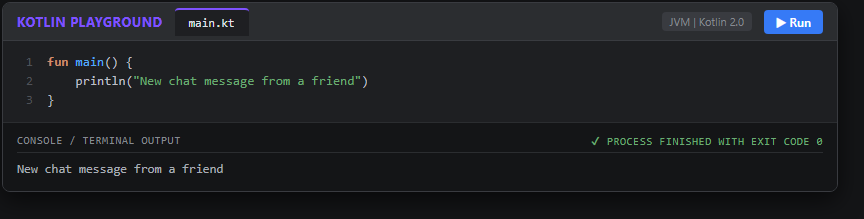 KOTLIN PLAYGROUND main.kt JVM | Kotlin 2.0 ▶ Run
1 fun main() {
2     println("New chat message from a friend")
3 }
CONSOLE / TERMINAL OUTPUT ✓ PROCESS FINISHED WITH EXIT CODE 0
New chat message from a friend